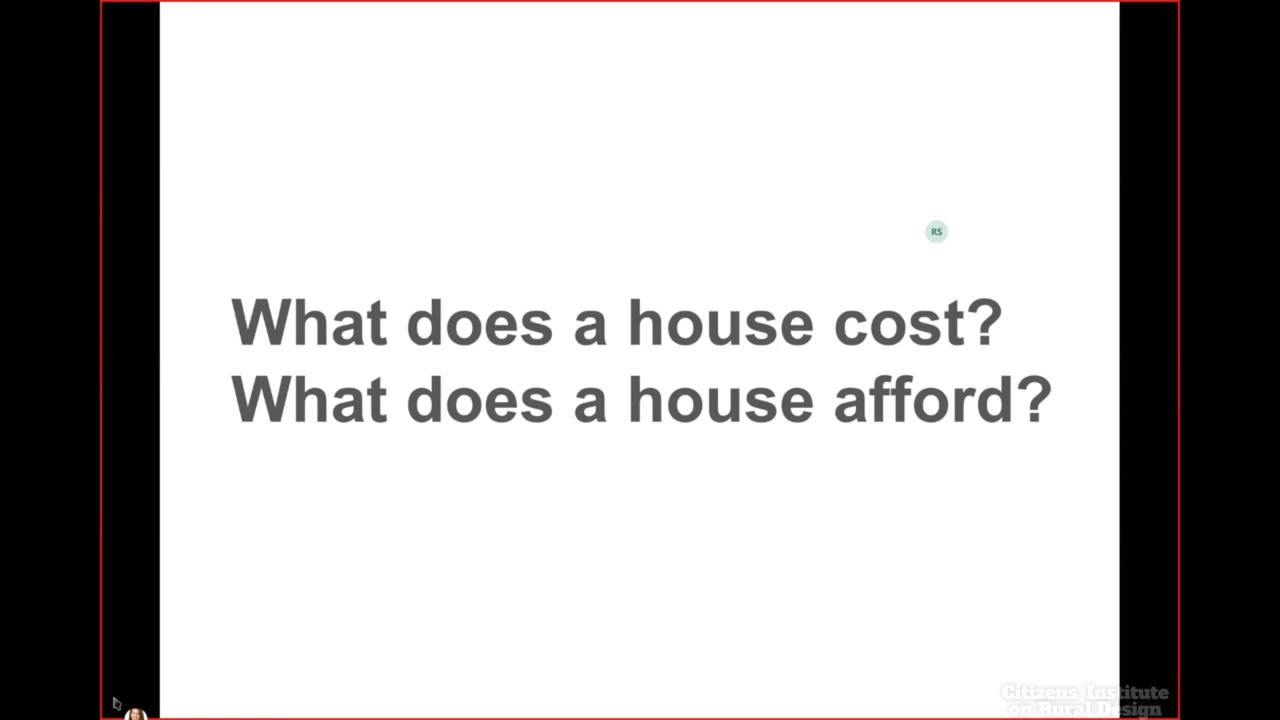 RS
What does a house cost?
What does a house afford?
Citizens' Institute
on Rural Design